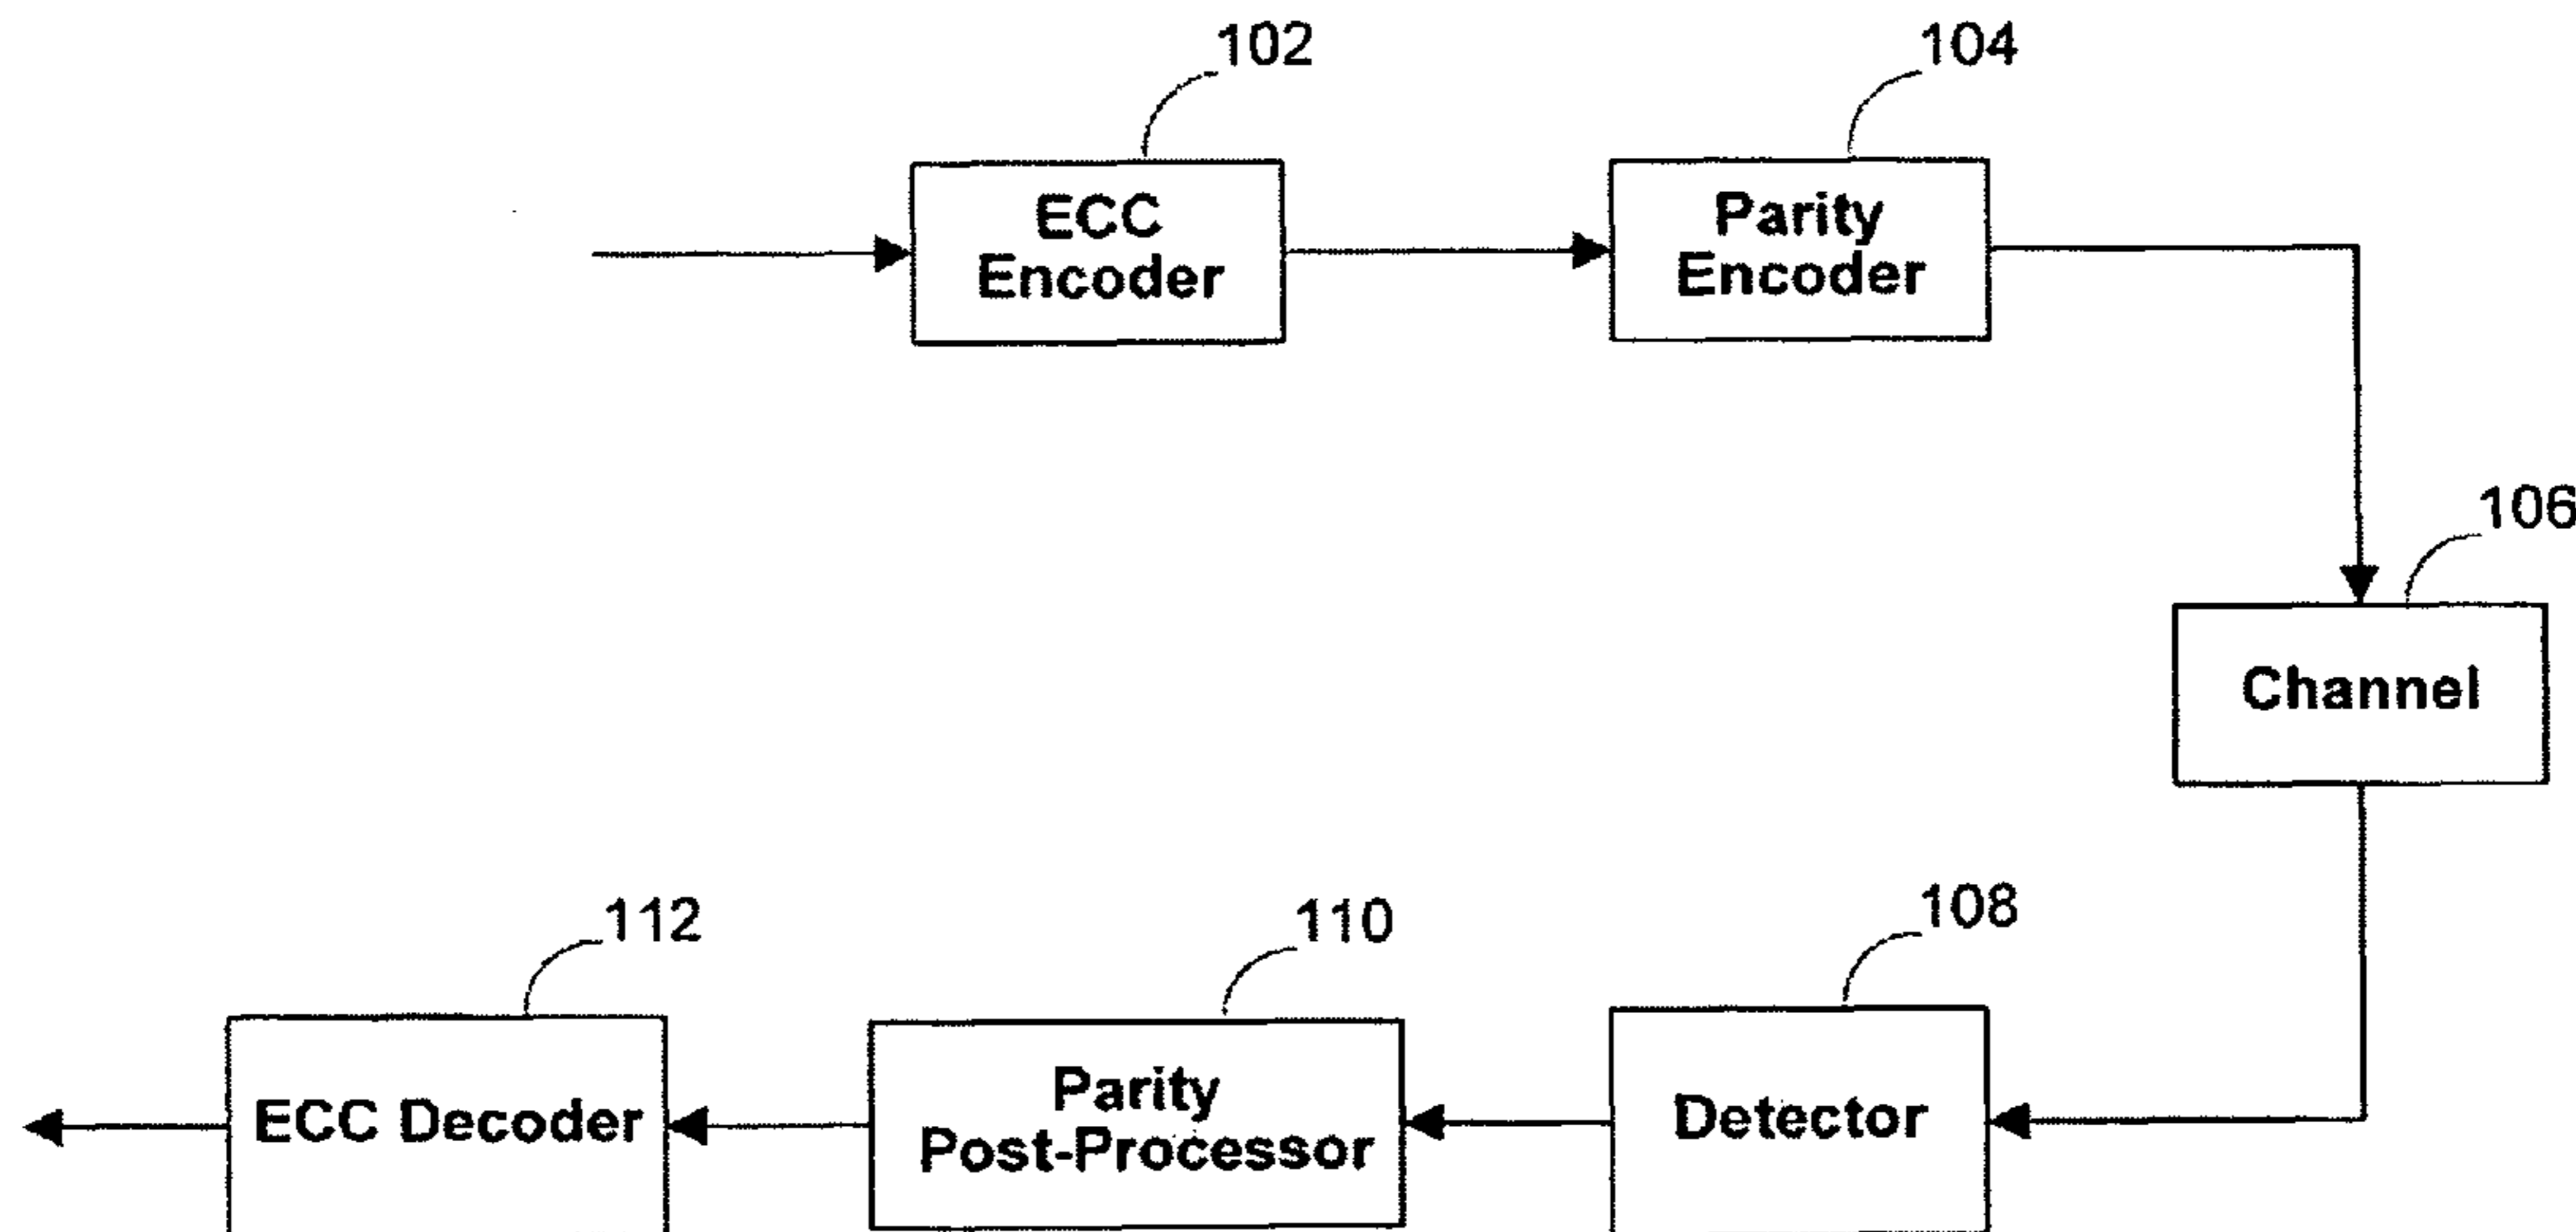 102
104
ECC
Encoder
Parity
Encoder
106
Channel
112
110
108
ECC Decoder
Parity
Post-Processor
Detector